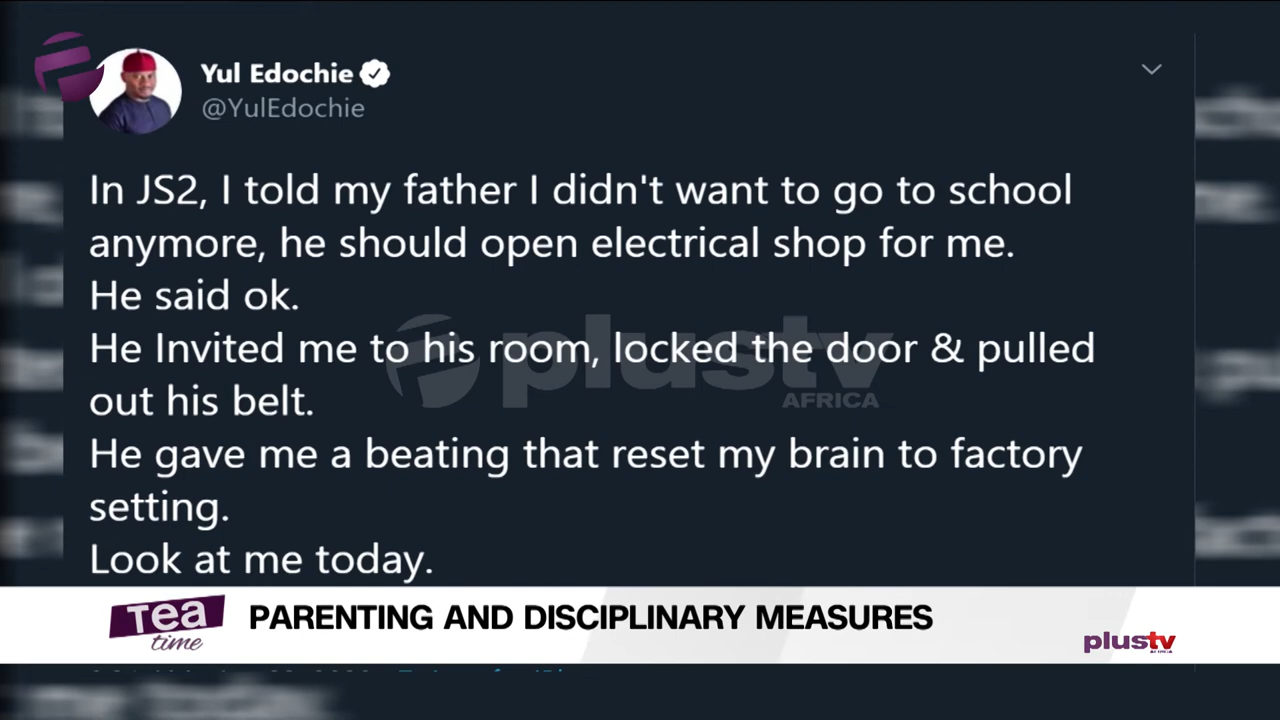 Yul Edochie
@YulEdochie
In JS2, I told my father I didn't want to go to school
anymore, he should open electrical shop for me.
He said ok.
He Invited me to his room, locked the door & pulled
out his belt.
He gave me a beating that reset my brain to factory
setting.
Look at me today.
plustv
AFRICA
Tea
time
PARENTING AND DISCIPLINARY MEASURES
plustv